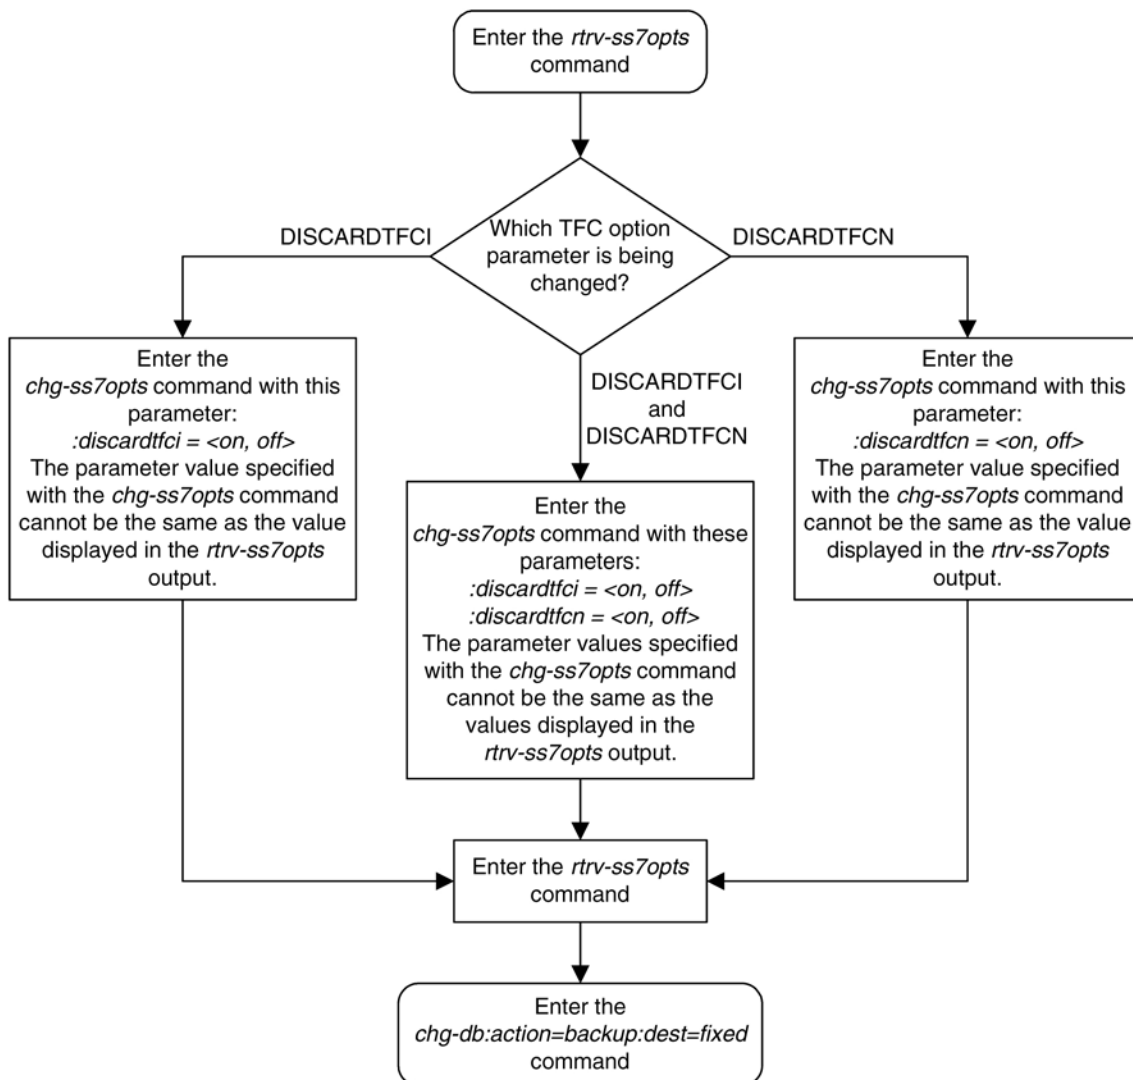 Enter the rtrv-ss7opts
command
Which TFC option
parameter is being
changed?
DISCARDTFCI
DISCARDTFCN
DISCARDTFCI
and
DISCARDTFCN
Enter the
chg-ss7opts command with this
parameter:
:discardtfci = <on, off>
The parameter value specified
with the chg-ss7opts command
cannot be the same as the value
displayed in the rtrv-ss7opts
output.
Enter the
chg-ss7opts command with these
parameters:
:discardtfci = <on, off>
:discardtfcn = <on, off>
The parameter values specified
with the chg-ss7opts command
cannot be the same as the
values displayed in the
rtrv-ss7opts output.
Enter the
chg-ss7opts command with this
parameter:
:discardtfcn = <on, off>
The parameter value specified
with the chg-ss7opts command
cannot be the same as the value
displayed in the rtrv-ss7opts
output.
Enter the rtrv-ss7opts
command
Enter the
chg-db:action=backup:dest=fixed
command